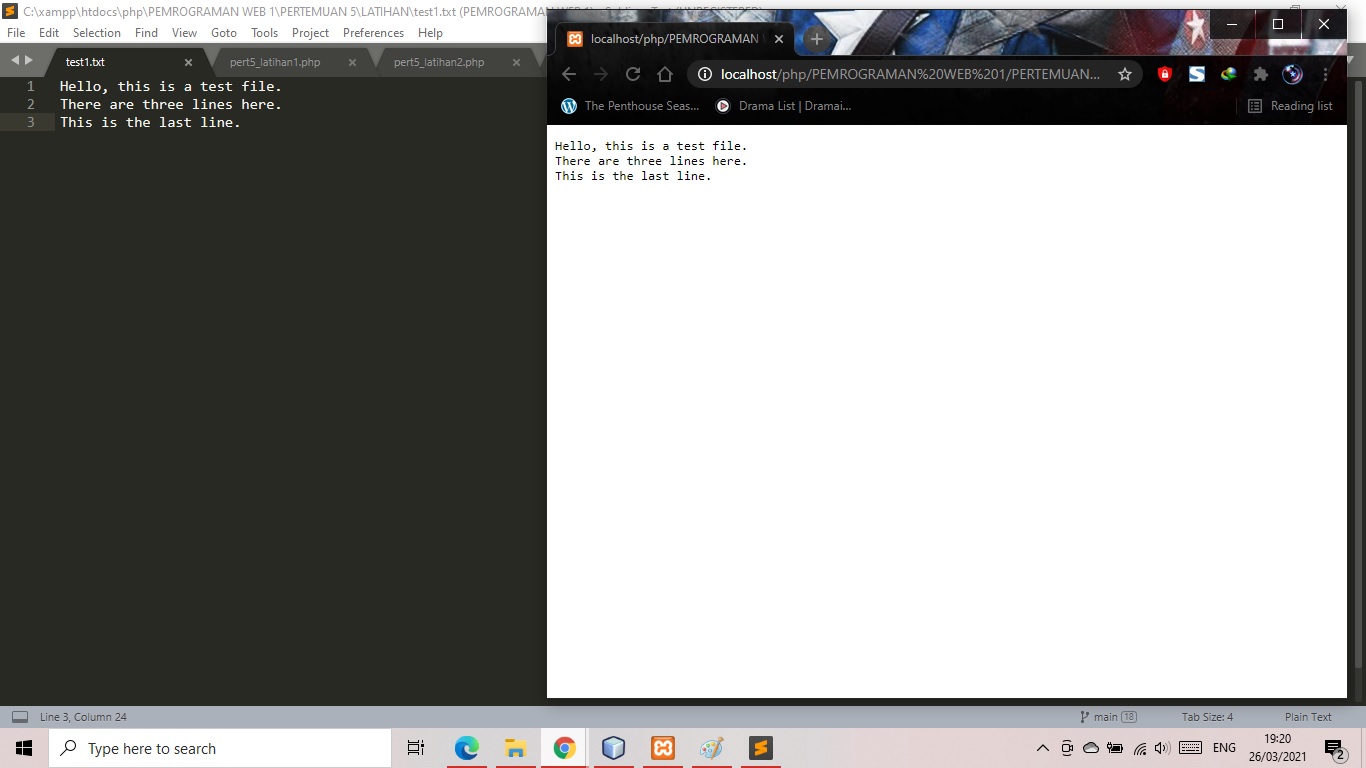 C:\xampp\htdocs\php\PEMROGRAMAN WEB 1\PERTEMUAN 5\LATIHAN\test1.txt (PEMROGRAMAN
File Edit Selection Find View Goto Tools Project Preferences Help
test1.txt pert5_latihan1.php pert5_latihan2.php
1 Hello, this is a test file.
2 There are three lines here.
3 This is the last line.
localhost/php/PEMROGRAMAN
localhost/php/PEMROGRAMAN%20WEB%201/PERTEMUAN...
The Penthouse Seas... Drama List | Dramai... Reading list
Hello, this is a test file.
There are three lines here.
This is the last line.
Line 3, Column 24 main 18 Tab Size: 4 Plain Text
Type here to search
ENG
19:20
26/03/2021
2